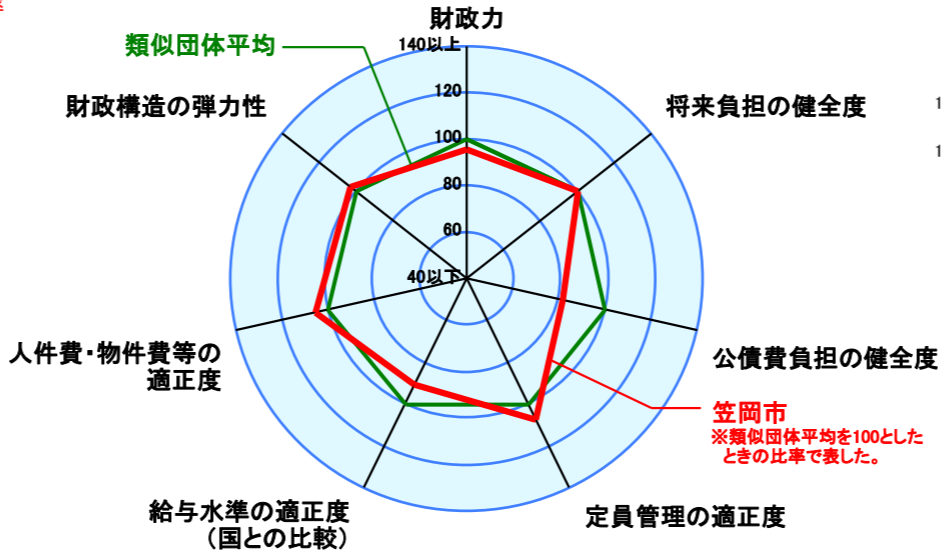 財政力
140以上
類似団体平均
120
財政構造の弾力性
将来負担の健全度
100
80
60
40以下
人件費・物件費等の
適正度
公債費負担の健全度
笠岡市
※類似団体平均を100とした
ときの比率で表した。
給与水準の適正度
(国との比較)
定員管理の適正度
1
1